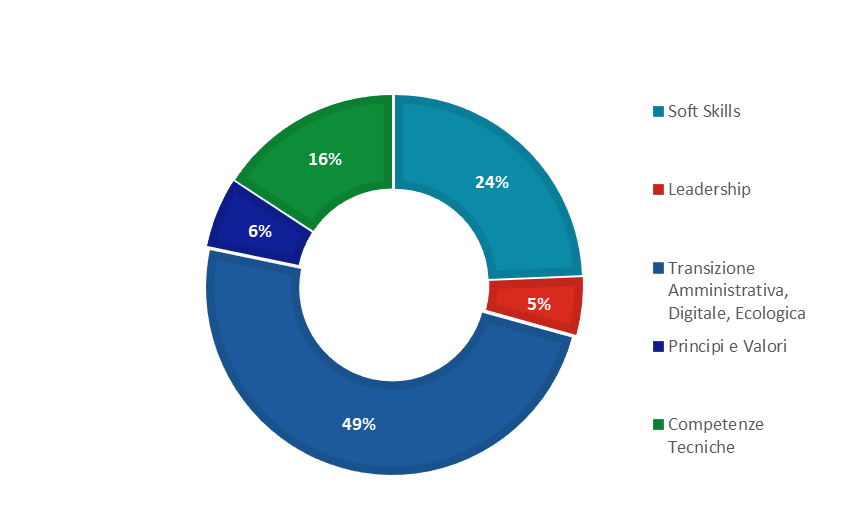 16%
24%
6%
5%
49%
Soft Skills
Leadership
Transizione
Amministrativa,
Digitale, Ecologica
Principi e Valori
Competenze
Tecniche